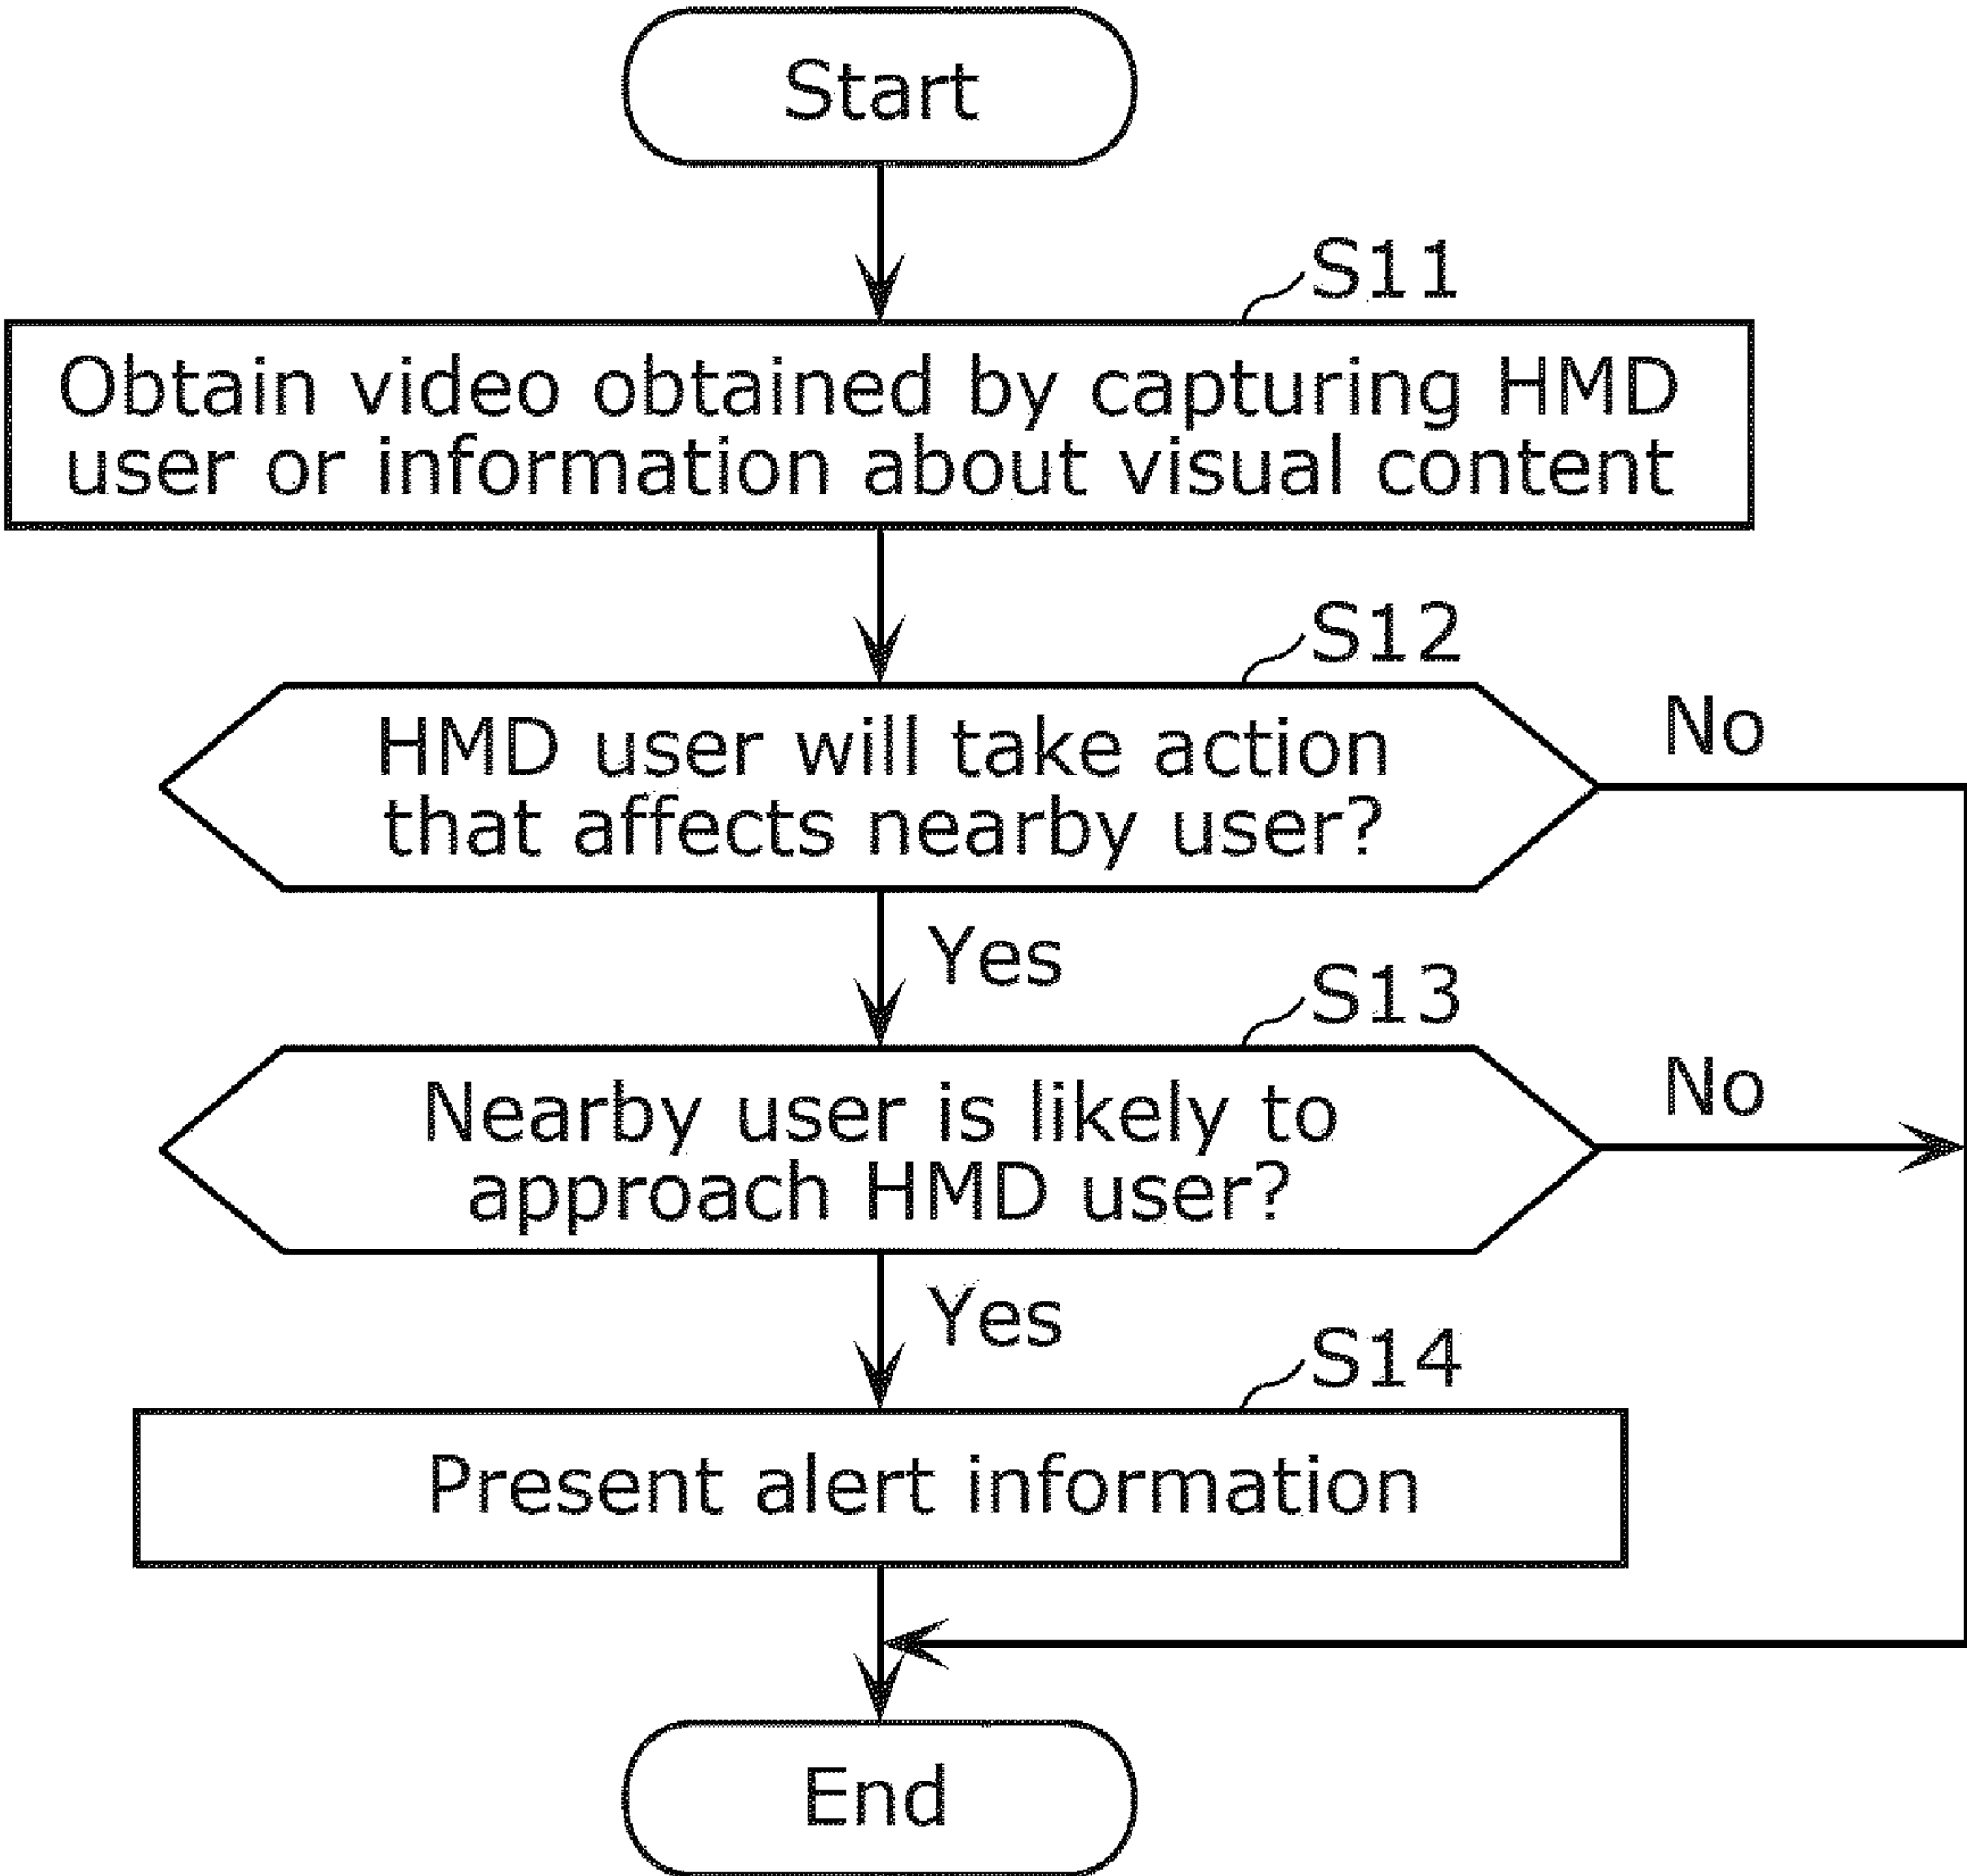 Start
S11
Obtain video obtained by capturing HMD
user or information about visual content
S12
HMD user will take action
that affects nearby user?
No
Yes
S13
Nearby user is likely to
approach HMD user?
No
Yes
S14
Present alert information
End